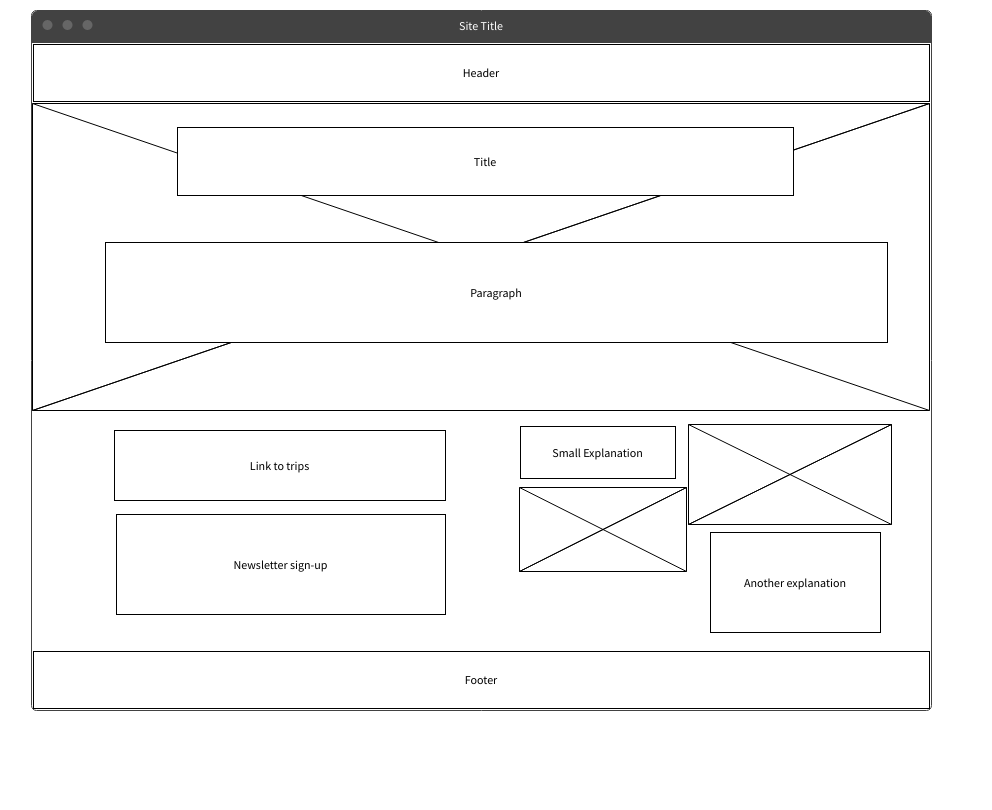 Site Title
Header
Title
Paragraph
Link to trips
Newsletter sign-up
Small Explanation
Another explanation
Footer